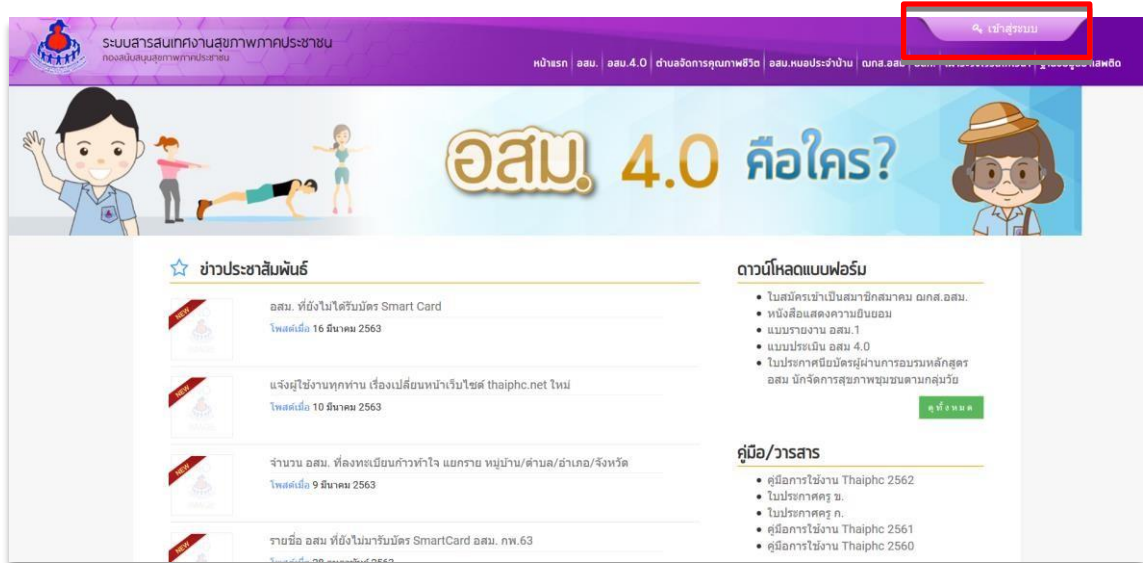 ระบบสารสนเทศงานสุขภาพภาคประชาชน
กองสนับสนุนสุขภาพภาคประชาชน
เข้าสู่ระบบ
หน้าแรก อสม. อสม.4.0 ตำบลจัดการคุณภาพชีวิต อสม.หมอประจำบ้าน ฌกส.อสม
อสม. 4.0 คือใคร?
ข่าวประชาสัมพันธ์
NEW
อสม. ที่ยังไม่ได้รับบัตร Smart Card
โพสต์เมื่อ 16 มีนาคม 2563
NEW
แจ้งผู้ใช้งานทุกท่าน เรื่องเปลี่ยนหน้าเว็บไซต์ thaiphc.net ใหม่
โพสต์เมื่อ 10 มีนาคม 2563
NEW
จำนวน อสม. ที่ลงทะเบียนก้าวท้าใจ แยกราย หมู่บ้าน/ตำบล/อำเภอ/จังหวัด
โพสต์เมื่อ 9 มีนาคม 2563
NEW
รายชื่อ อสม ที่ยังไม่มารับบัตร SmartCard อสม. กพ.63
ดาวน์โหลดแบบฟอร์ม
ใบสมัครเข้าเป็นสมาชิกสมาคม ฌกส.อสม.
หนังสือแสดงความยินยอม
แบบรายงาน อสม.1
แบบประเมิน อสม 4.0
ใบประกาศนียบัตรผู้ผ่านการอบรมหลักสูตร
อสม นักจัดการสุขภาพชุมชนตามกลุ่มวัย
ดูทั้งหมด
คู่มือ/วารสาร
คู่มือการใช้งาน Thaiphc 2562
ใบประกาศครู ข.
ใบประกาศครู ก.
คู่มือการใช้งาน Thaiphc 2561
คู่มือการใช้งาน Thaiphc 2560